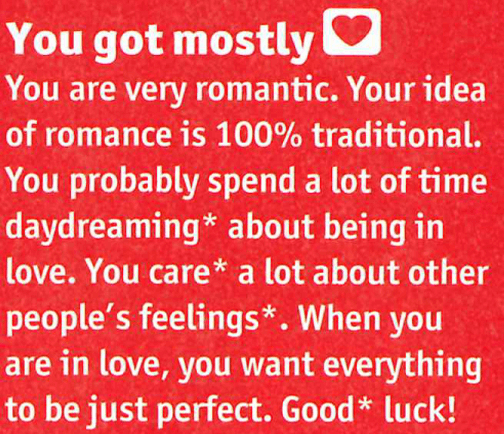 You got mostly
You are very romantic. Your idea
of romance is 100% traditional.
You probably spend a lot of time
daydreaming* about being in
love. You care* a lot about other
people's feelings*. When you
are in love, you want everything
to be just perfect. Good* luck!